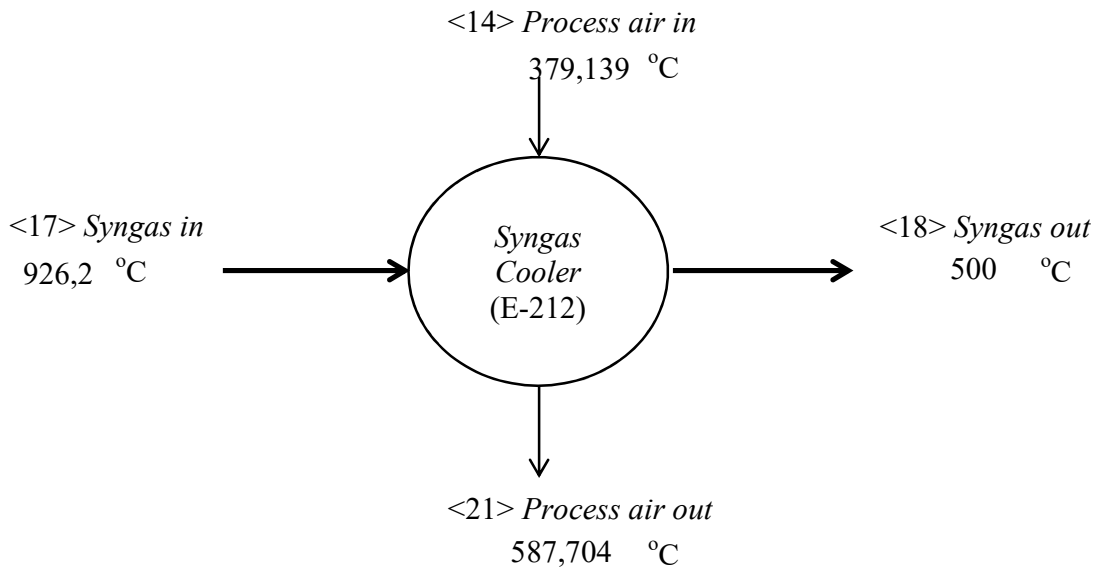 <14> Process air in
379,139 °C
<17> Syngas in
926,2 °C
Syngas
Cooler
(E-212)
<18> Syngas out
500 °C
<21> Process air out
587,704 °C